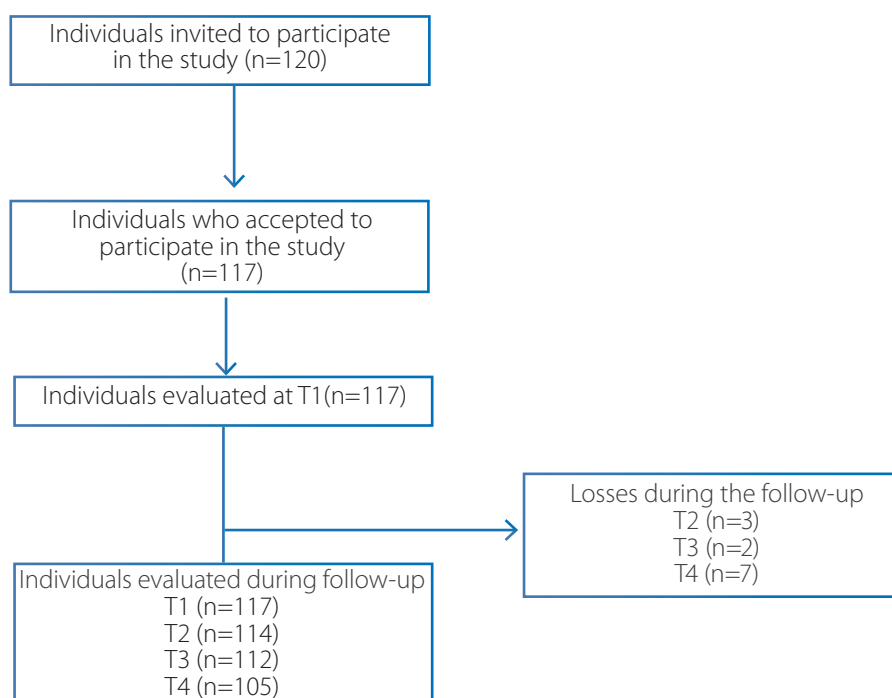 Individuals invited to participate
in the study (n=120)
Individuals who accepted to
participate in the study
(n=117)
Individuals evaluated at T1(n=117)
Losses during the follow-up
T2 (n=3)
T3 (n=2)
T4 (n=7)
Individuals evaluated during follow-up
T1 (n=117)
T2 (n=114)
T3 (n=112)
T4 (n=105)